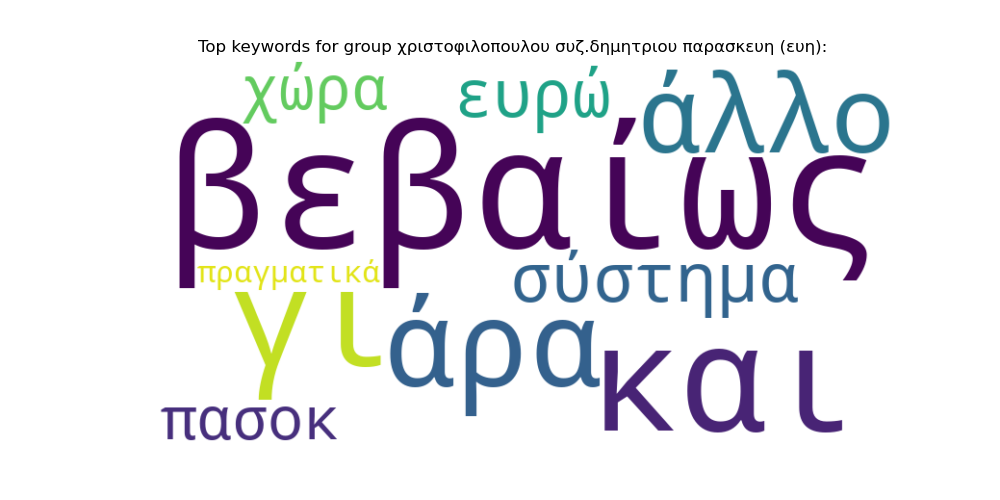 Top keywords for group χριστοφιλοπουλου συζ.δημητριου παρασκευη (ευη):
χώρα
ευρώ
άλλο
βεβαίως
πραγματικά
σύστημα
γι
άρα
και
πασοκ